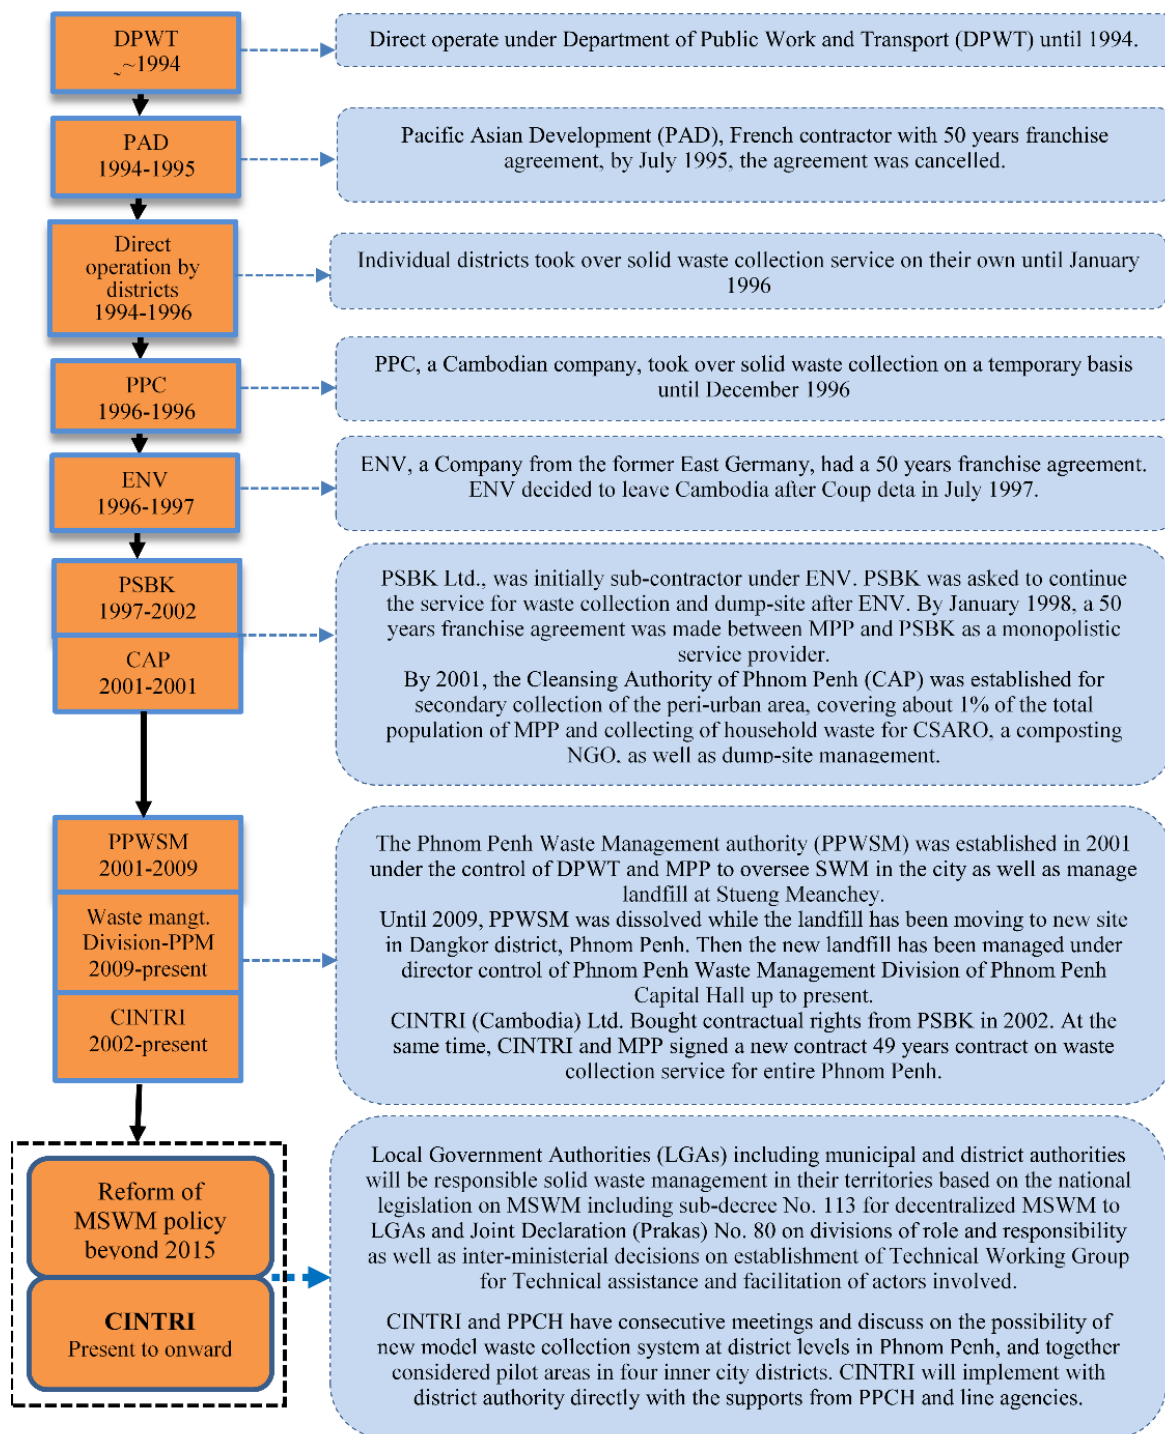 DPWT
~~1994
Direct operate under Department of Public Work and Transport (DPWT) until 1994.
PAD
1994-1995
Pacific Asian Development (PAD), French contractor with 50 years franchise
agreement, by July 1995, the agreement was cancelled.
Direct
operation by
districts
1994-1996
Individual districts took over solid waste collection service on their own until January
1996
PPC
1996-1996
PPC, a Cambodian company, took over solid waste collection on a temporary basis
until December 1996
ENV
1996-1997
ENV, a Company from the former East Germany, had a 50 years franchise agreement.
ENV decided to leave Cambodia after Coup deta in July 1997.
PSBK
1997-2002
CAP
2001-2001
PSBK Ltd., was initially sub-contractor under ENV. PSBK was asked to continue
the service for waste collection and dump-site after ENV. By January 1998, a 50
years franchise agreement was made between MPP and PSBK as a monopolistic
service provider.
By 2001, the Cleansing Authority of Phnom Penh (CAP) was established for
secondary collection of the peri-urban area, covering about 1% of the total
population of MPP and collecting of household waste for CSARO, a composting
NGO, as well as dump-site management.
PPWSM
2001-2009
Waste mangt.
Division-PPM
2009-present
CINTRI
2002-present
The Phnom Penh Waste Management authority (PPWSM) was established in 2001
under the control of DPWT and MPP to oversee SWM in the city as well as manage
landfill at Stueng Meanchey.
Until 2009, PPWSM was dissolved while the landfill has been moving to new site
in Dangkor district, Phnom Penh. Then the new landfill has been managed under
director control of Phnom Penh Waste Management Division of Phnom Penh
Capital Hall up to present.
CINTRI (Cambodia) Ltd. Bought contractual rights from PSBK in 2002. At the
same time, CINTRI and MPP signed a new contract 49 years contract on waste
collection service for entire Phnom Penh.
Reform of
MSWM policy
beyond 2015
CINTRI
Present to onward
Local Government Authorities (LGAs) including municipal and district authorities
will be responsible solid waste management in their territories based on the national
legislation on MSWM including sub-decree No. 113 for decentralized MSWM to
LGAs and Joint Declaration (Prakas) No. 80 on divisions of role and responsibility
as well as inter-ministerial decisions on establishment of Technical Working Group
for Technical assistance and facilitation of actors involved.
CINTRI and PPCH have consecutive meetings and discuss on the possibility of
new model waste collection system at district levels in Phnom Penh, and together
considered pilot areas in four inner city districts. CINTRI will implement with
district authority directly with the supports from PPCH and line agencies.